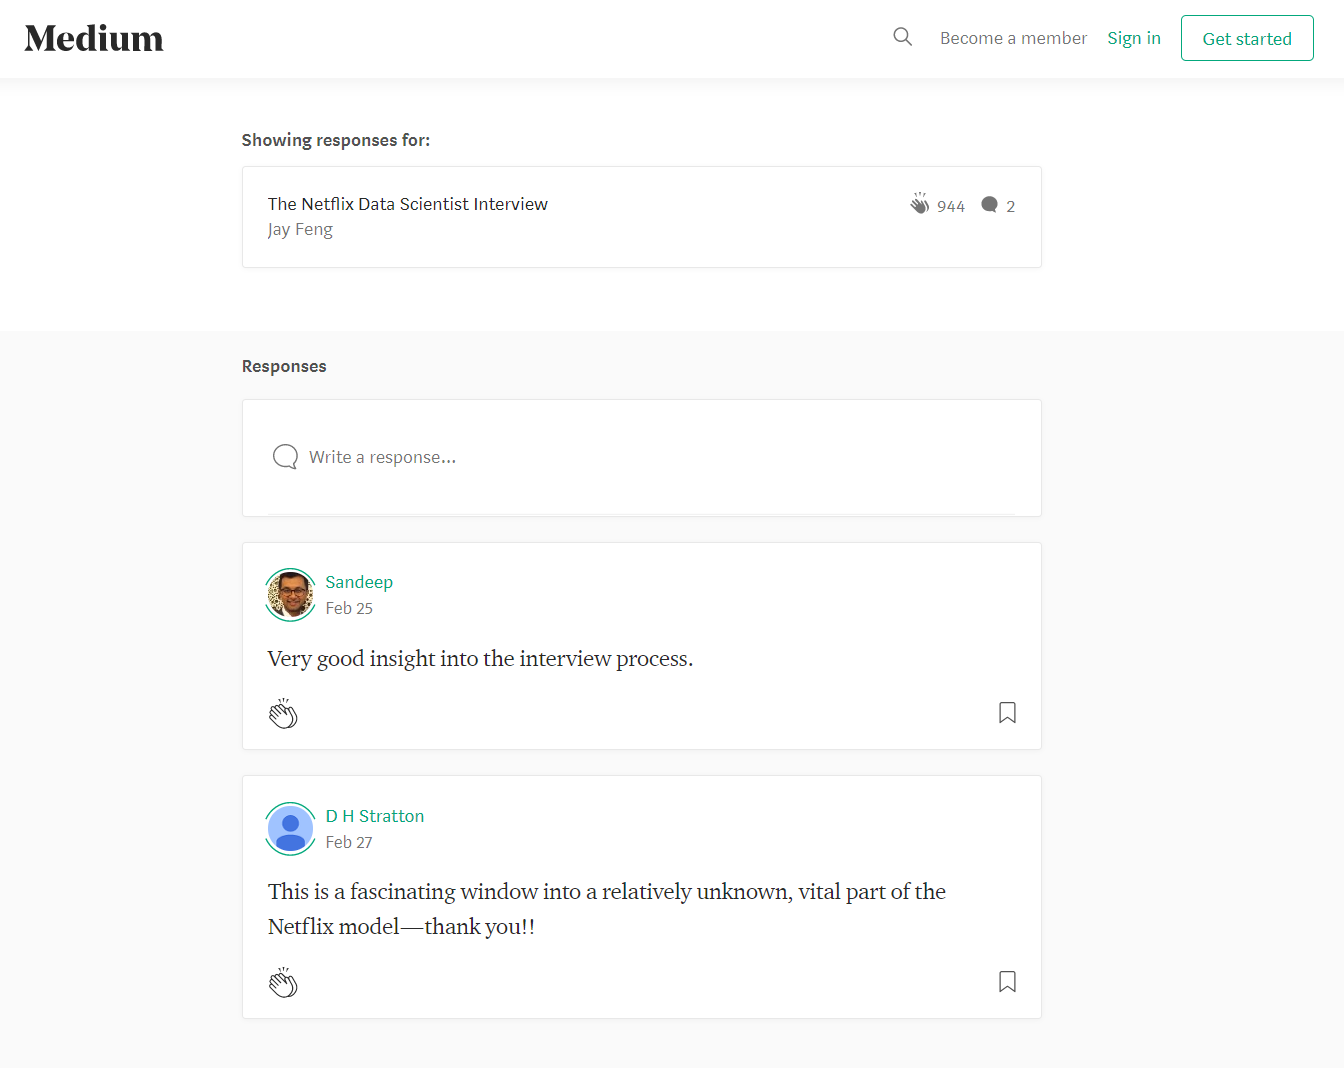 Medium
Become a member
Sign in
Get started
Showing responses for:
The Netflix Data Scientist Interview
944
2
Jay Feng
Responses
Write a response...
Sandeep
Feb 25
Very good insight into the interview process.
D H Stratton
Feb 27
This is a fascinating window into a relatively unknown, vital part of the
Netflix model—thank you!!